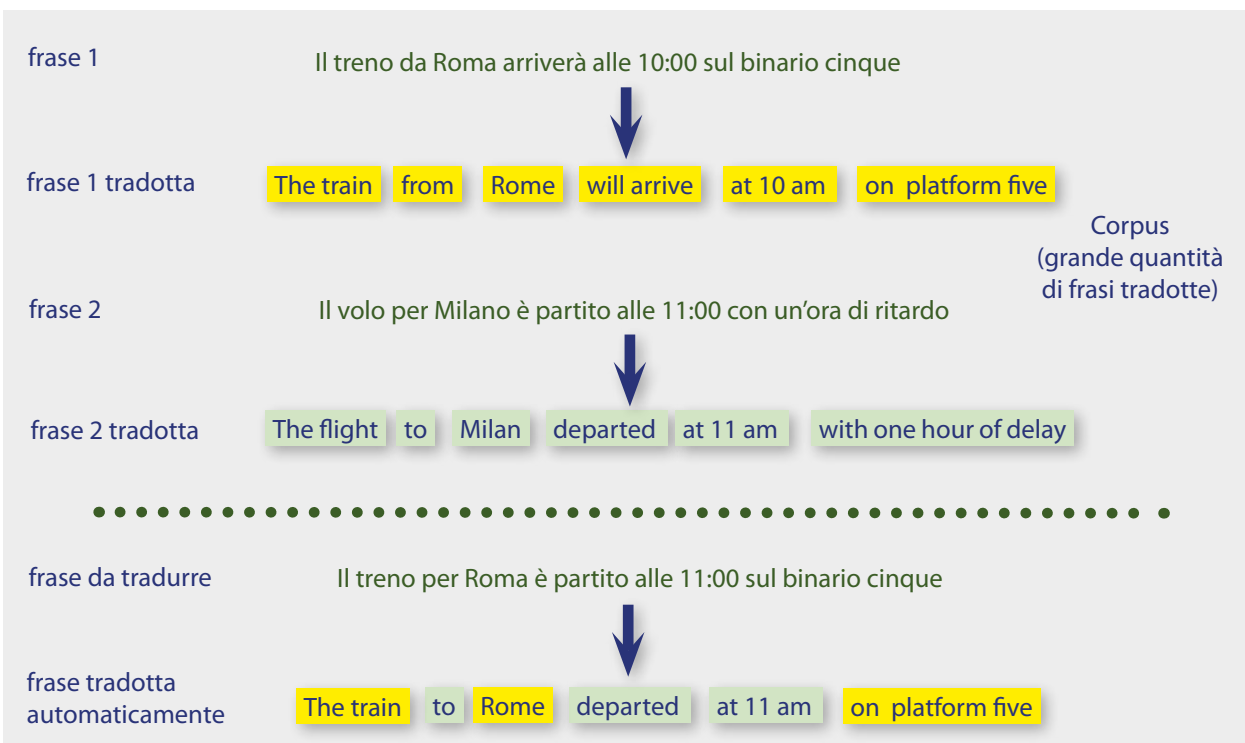 frase 1
Il treno da Roma arriverà alle 10:00 sul binario cinque
frase 1 tradotta
The train from Rome will arrive at 10 am on platform five
Corpus
(grande quantità
di frasi tradotte)
frase 2
Il volo per Milano è partito alle 11:00 con un’ora di ritardo
frase 2 tradotta
The flight to Milan departed at 11 am with one hour of delay
frase da tradurre
Il treno per Roma è partito alle 11:00 sul binario cinque
frase tradotta
automaticamente
The train to Rome departed at 11 am on platform five